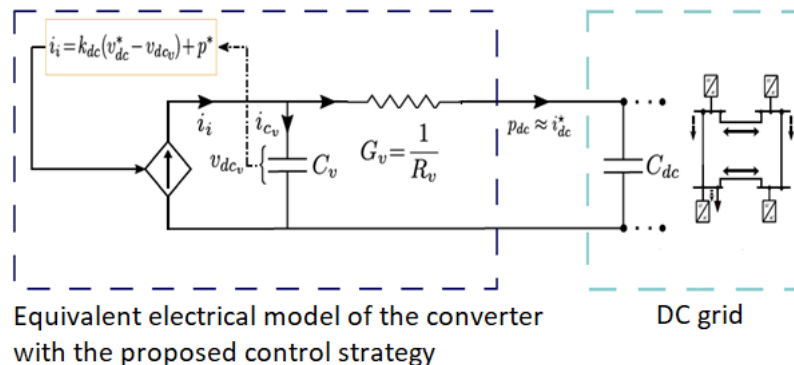 i_i = k_dc(v*_dc − v_dc_v) + p*
i_i
i_c_v
v_dc_v
C_v
G_v = 1/R_v
p_dc ≈ i*_dc
C_dc
Equivalent electrical model of the converter
with the proposed control strategy
DC grid